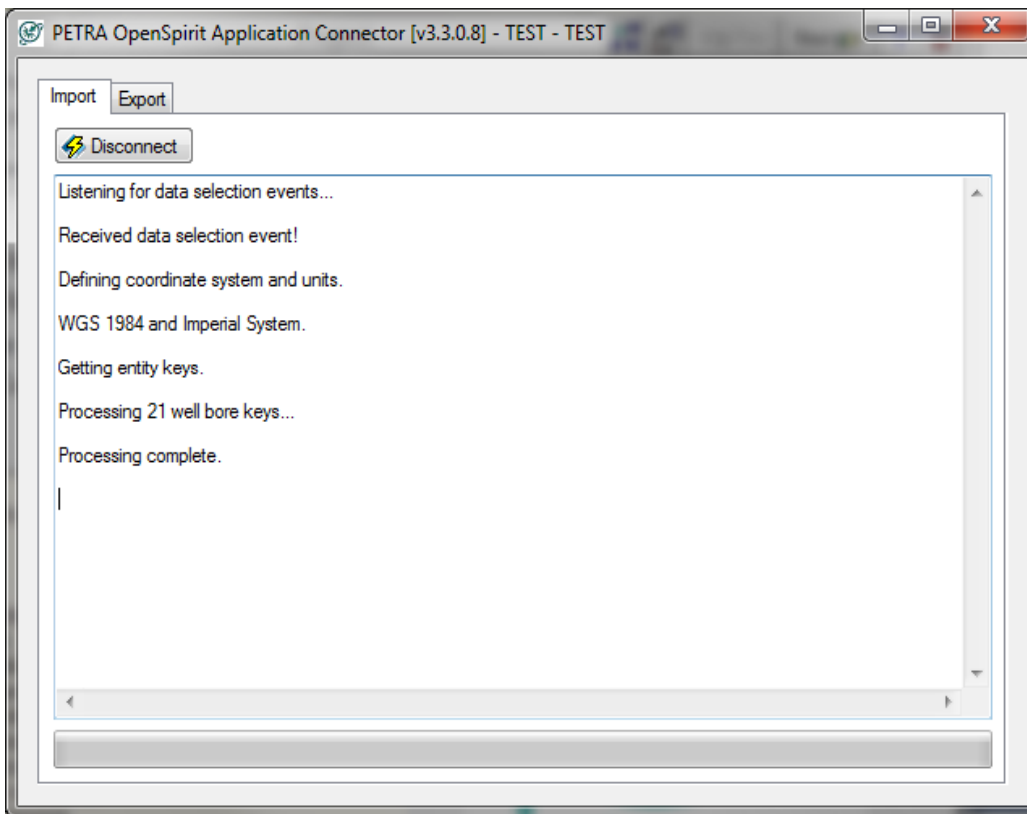 PETRA OpenSpirit Application Connector [v3.3.0.8] - TEST - TEST
Import Export
Disconnect
Listening for data selection events...
Received data selection event!
Defining coordinate system and units.
WGS 1984 and Imperial System.
Getting entity keys.
Processing 21 well bore keys...
Processing complete.